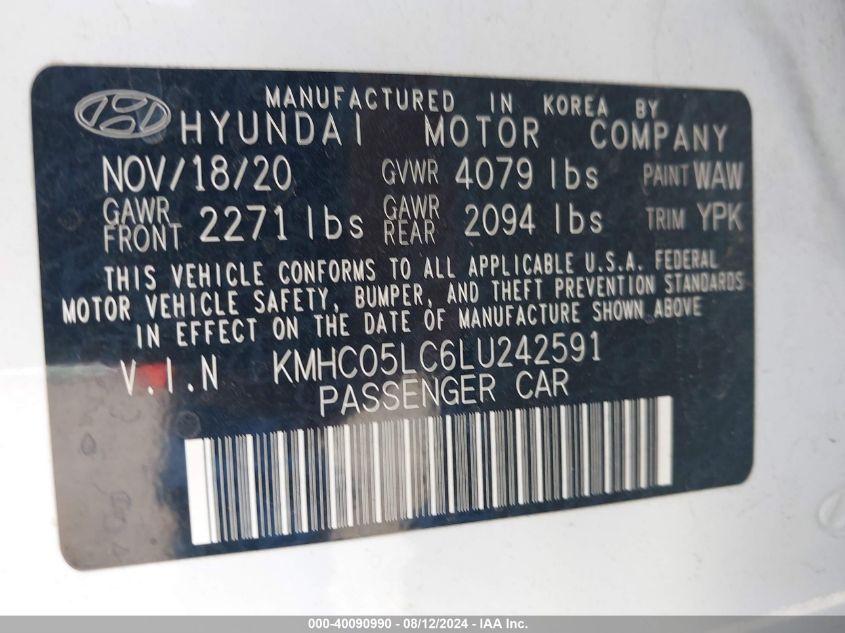 MANUFACTURED IN KOREA BY
HYUNDAI MOTOR COMPANY
NOV/18/20 GVWR 4079 lbs PAINT WAW
GAWR FRONT 2271 lbs GAWR REAR 2094 lbs TRIM YPK
THIS VEHICLE CONFORMS TO ALL APPLICABLE U.S.A. FEDERAL
MOTOR VEHICLE SAFETY, BUMPER, AND THEFT PREVENTION STANDARDS
IN EFFECT ON THE DATE OF MANUFACTURE SHOWN ABOVE
V.I.N KMHC05LC6LU242591
PASSENGER CAR
000-40090990 - 08/12/2024 - IAA Inc.